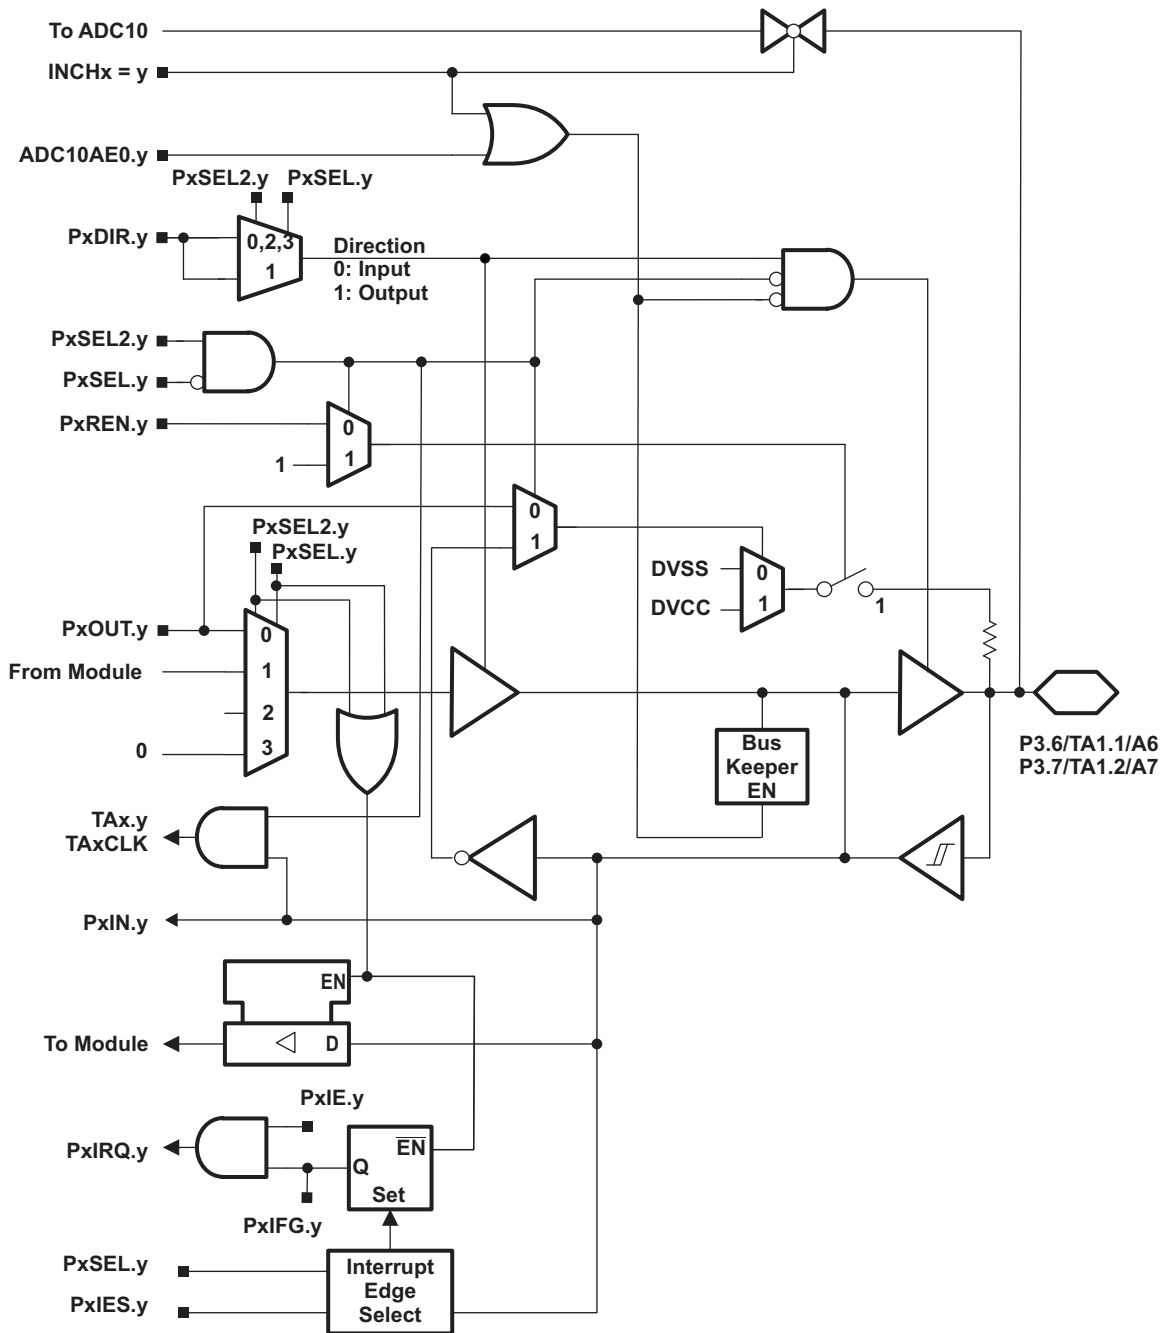 To ADC10
INCHx = y
ADC10AE0.y
PxSEL2.y
PxSEL.y
PxDIR.y
0,2,3
1
Direction
0: Input
1: Output
PxSEL2.y
PxSEL.y
PxREN.y
0
1
1
0
1
PxSEL2.y
PxSEL.y
DVSS
DVCC
0
1
1
PxOUT.y
From Module
0
0
1
2
3
Bus
Keeper
EN
P3.6/TA1.1/A6
P3.7/TA1.2/A7
TAx.y
TAxCLK
PxIN.y
EN
To Module
D
PxIE.y
PxIRQ.y
EN
Q
Set
PxIFG.y
PxSEL.y
PxIES.y
Interrupt
Edge
Select